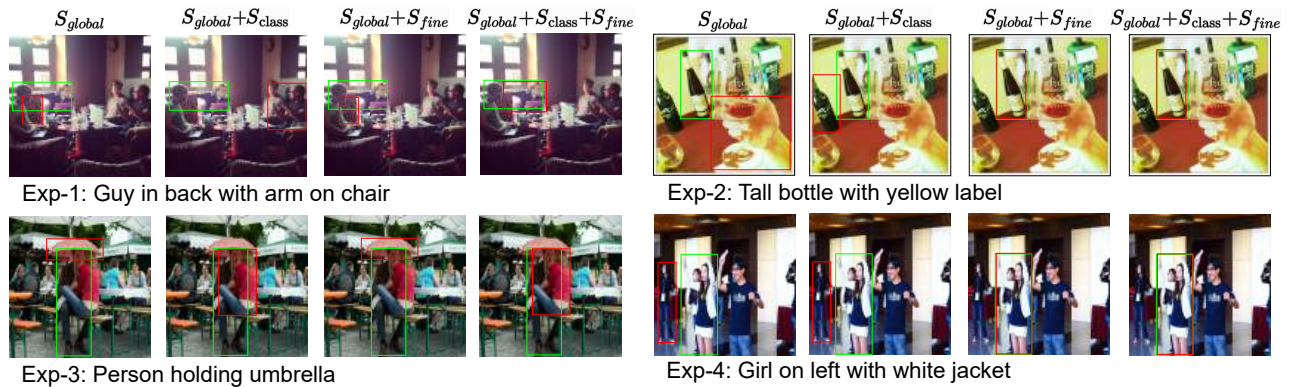 S_global S_global+S_class S_global+S_fine S_global+S_class+S_fine
Exp-1: Guy in back with arm on chair
S_global S_global+S_class S_global+S_fine S_global+S_class+S_fine
Exp-2: Tall bottle with yellow label
Exp-3: Person holding umbrella
Exp-4: Girl on left with white jacket